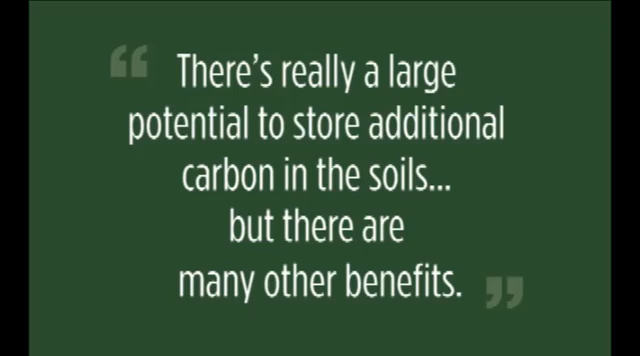 “ There’s really a large
potential to store additional
carbon in the soils...
but there are
many other benefits. ”